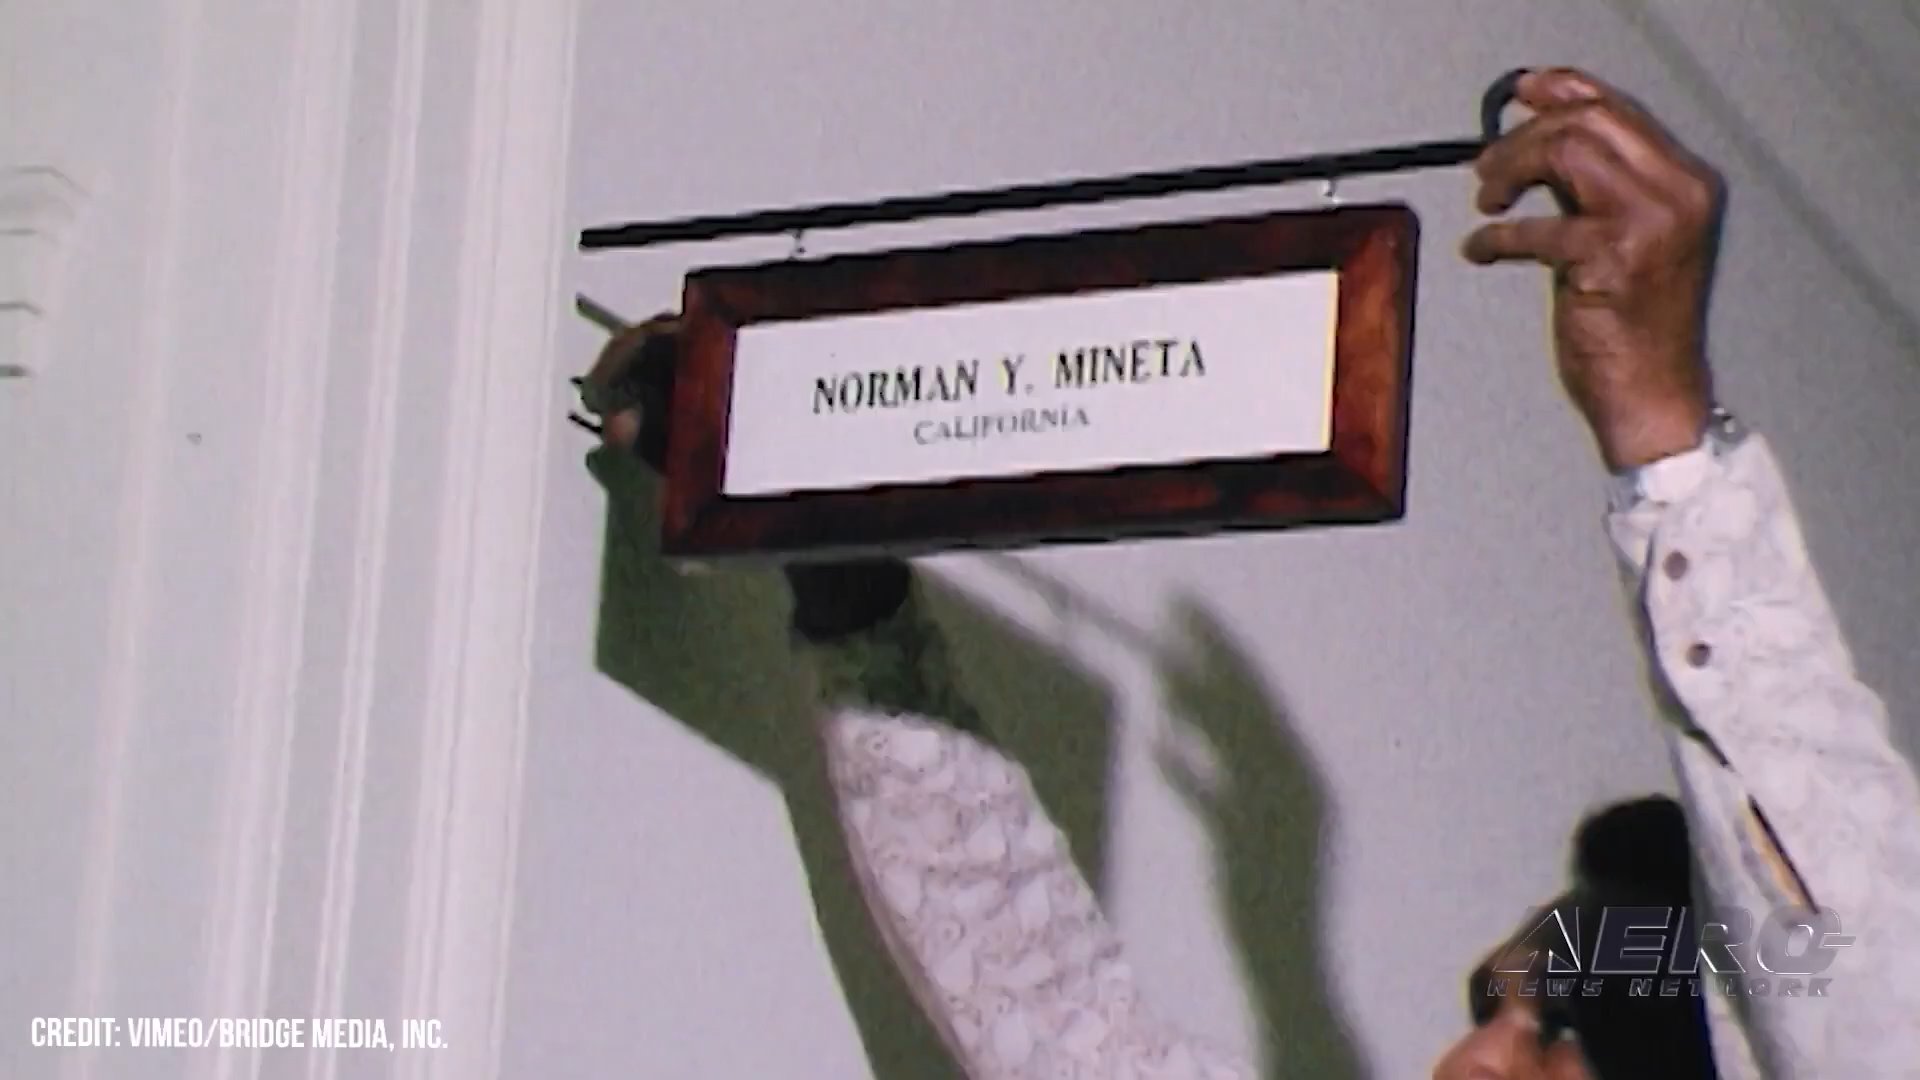 NORMAN Y. MINETA
CALIFORNIA
AERO-
NEWS NETWORK
CREDIT: VIMEO/BRIDGE MEDIA, INC.